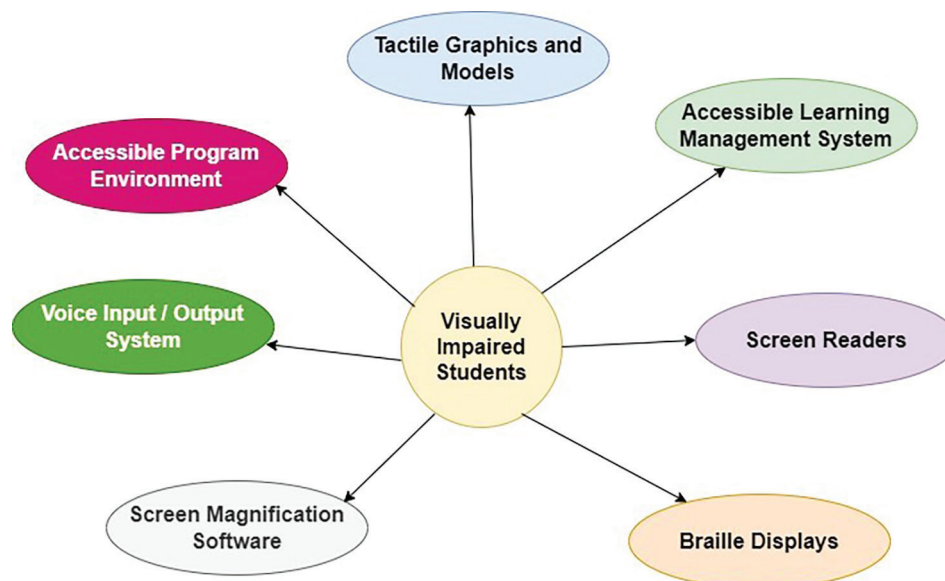 Tactile Graphics and
Models
Accessible Learning
Management System
Accessible Program
Environment
Voice Input / Output
System
Visually
Impaired
Students
Screen Readers
Screen Magnification
Software
Braille Displays